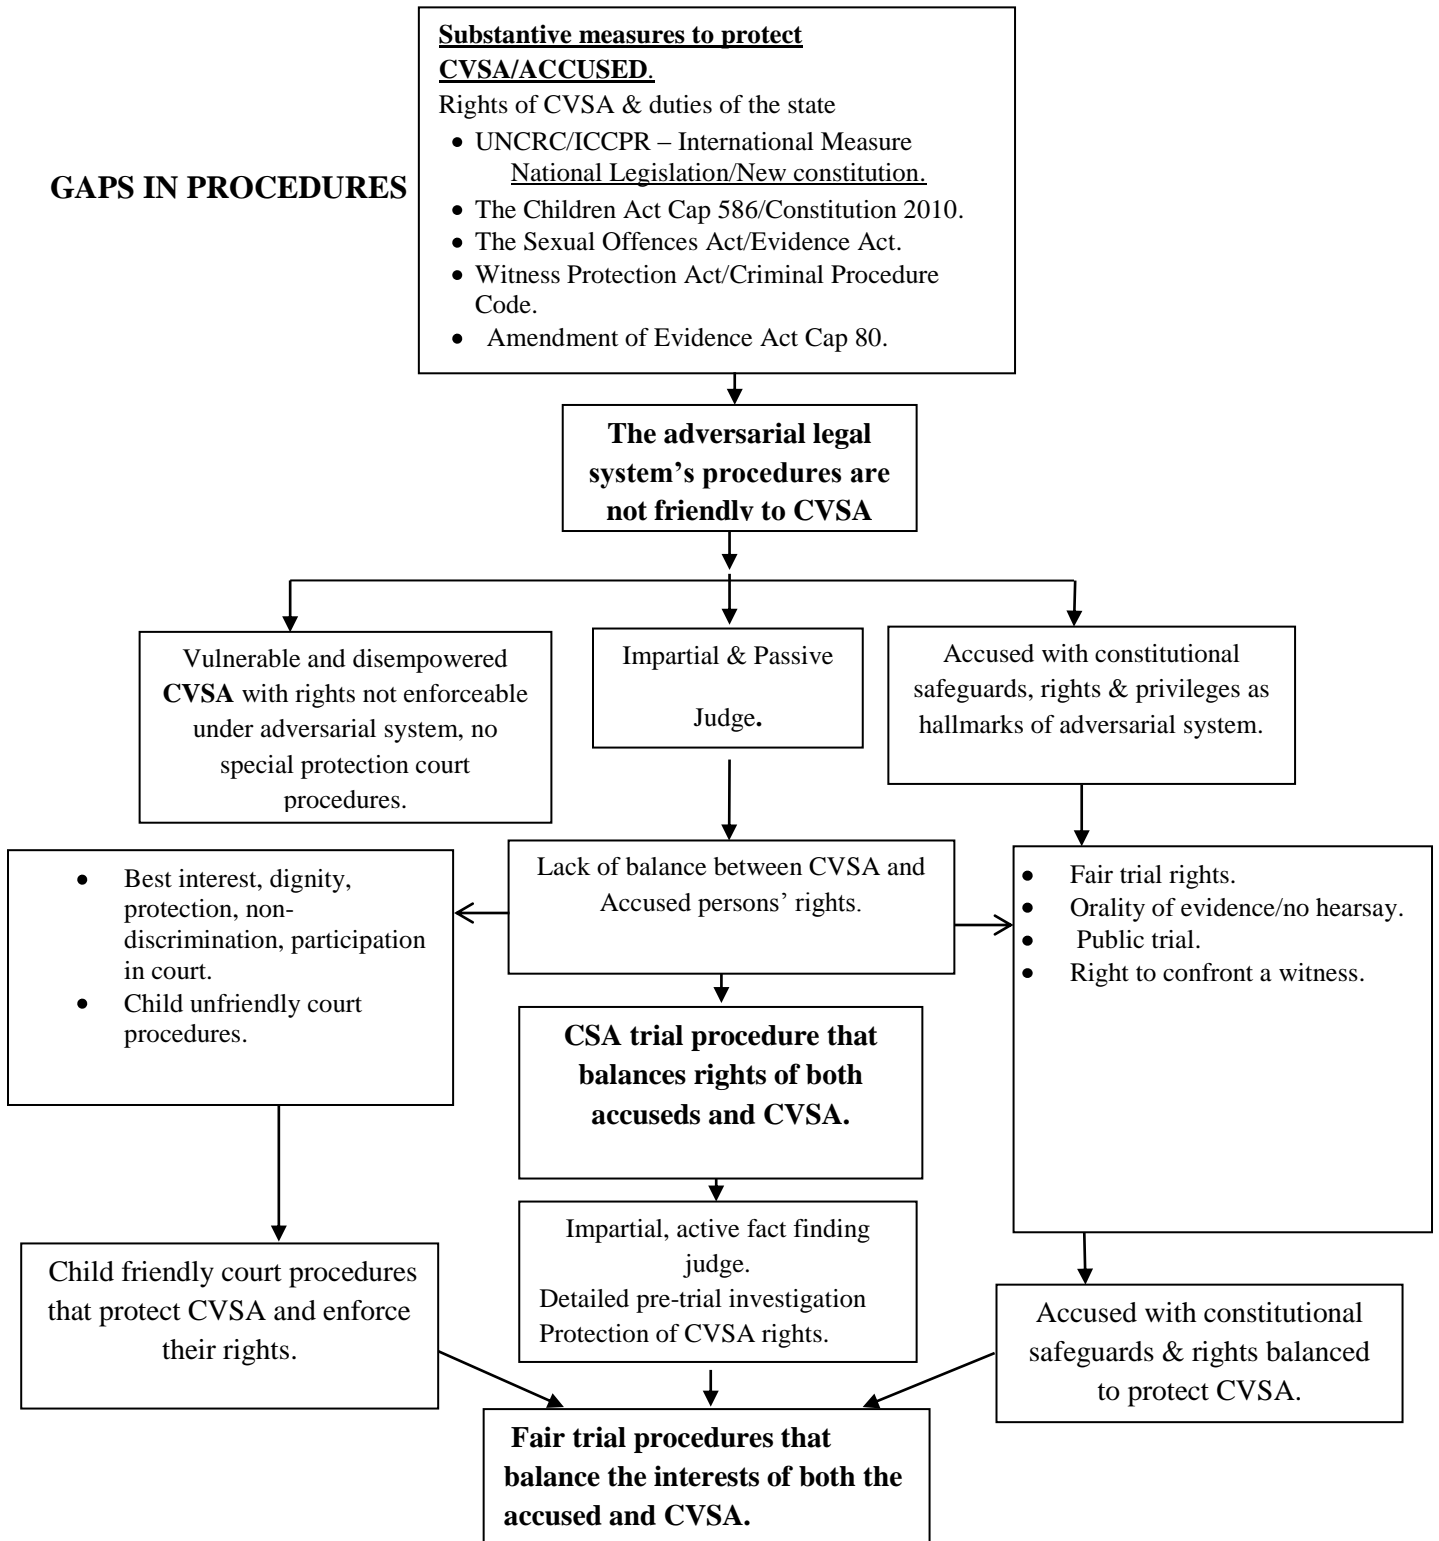 Substantive measures to protect
CVSA/ACCUSED.
Rights of CVSA & duties of the state
• UNCRC/ICCPR – International Measure
National Legislation/New constitution.
• The Children Act Cap 586/Constitution 2010.
• The Sexual Offences Act/Evidence Act.
• Witness Protection Act/Criminal Procedure
Code.
• Amendment of Evidence Act Cap 80.
GAPS IN PROCEDURES
The adversarial legal
system’s procedures are
not friendly to CVSA
Vulnerable and disempowered
CVSA with rights not enforceable
under adversarial system, no
special protection court
procedures.
Impartial & Passive
Judge.
Accused with constitutional
safeguards, rights & privileges as
hallmarks of adversarial system.
• Best interest, dignity,
protection, non-
discrimination, participation
in court.
• Child unfriendly court
procedures.
Lack of balance between CVSA and
Accused persons’ rights.
• Fair trial rights.
• Orality of evidence/no hearsay.
• Public trial.
• Right to confront a witness.
CSA trial procedure that
balances rights of both
accuseds and CVSA.
Child friendly court procedures
that protect CVSA and enforce
their rights.
Impartial, active fact finding
judge.
Detailed pre-trial investigation
Protection of CVSA rights.
Accused with constitutional
safeguards & rights balanced
to protect CVSA.
Fair trial procedures that
balance the interests of both the
accused and CVSA.